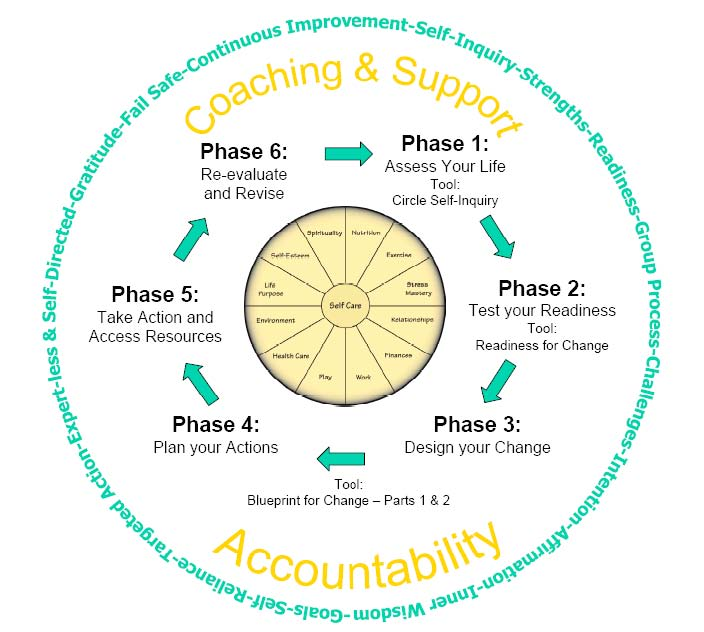 Continuous Improvement-Self-Inquiry-Strengths-Readiness-Group Process-Challenges-Intention-Affirmation-Inner Wisdom-Goals-Self-Reliance-Targeted Action-Expert-less & Self-Directed-Gratitude-Fail Safe-
Coaching & Support
Phase 1:
Assess Your Life
Tool:
Circle Self-Inquiry
Phase 2:
Test your Readiness
Tool:
Readiness for Change
Phase 3:
Design your Change
Tool:
Blueprint for Change – Parts 1 & 2
Phase 4:
Plan your Actions
Phase 5:
Take Action and
Access Resources
Phase 6:
Re-evaluate
and Revise
Spirituality
Nutrition
Exercise
Stress
Mastery
Relationships
Finances
Work
Play
Health Care
Environment
Life
Purpose
Self-Esteem
Self Care
Accountability